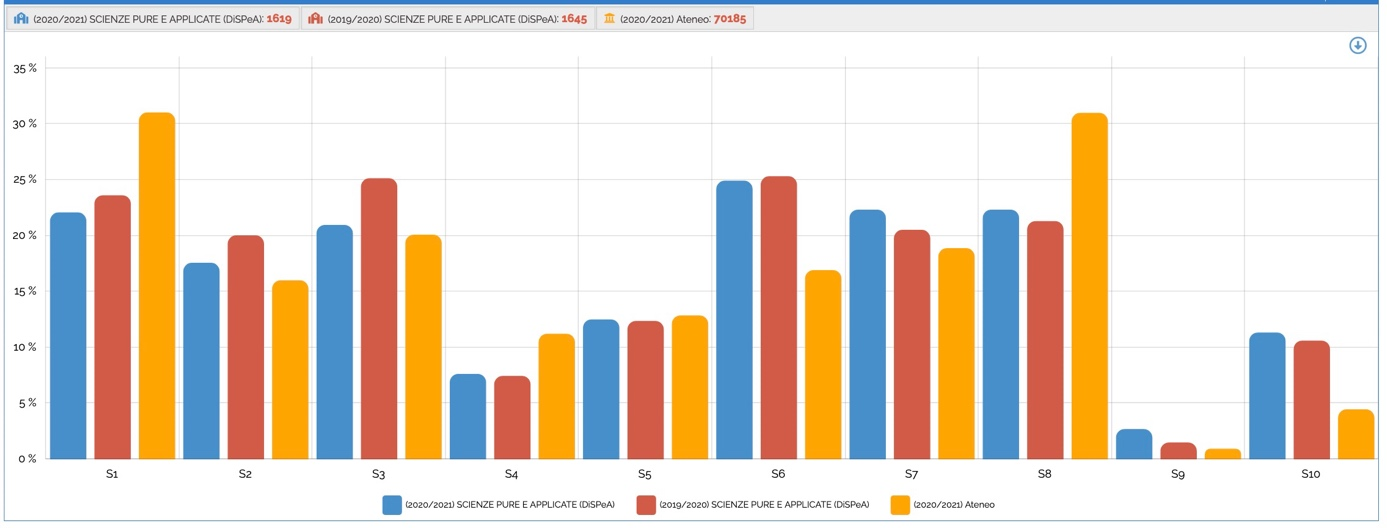 (2020/2021) SCIENZE PURE E APPLICATE (DiSPeA): 1619 (2019/2020) SCIENZE PURE E APPLICATE (DiSPeA): 1645 (2020/2021) Ateneo: 70185
35 %
30 %
25 %
20 %
15 %
10 %
5 %
0 %
S1 S2 S3 S4 S5 S6 S7 S8 S9 S10
(2020/2021) SCIENZE PURE E APPLICATE (DiSPeA) (2019/2020) SCIENZE PURE E APPLICATE (DiSPeA) (2020/2021) Ateneo